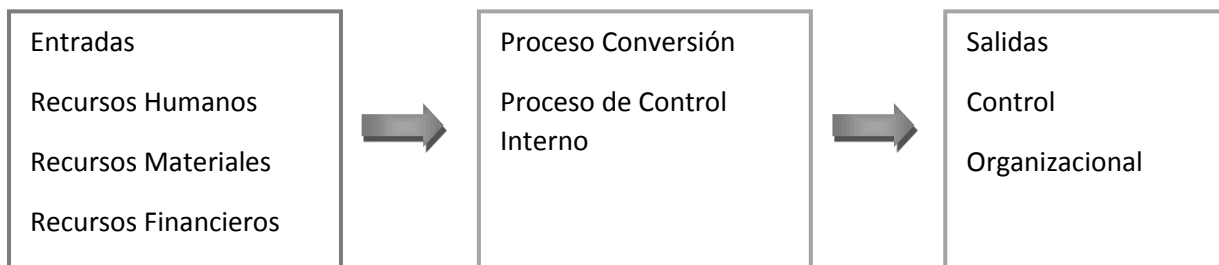 Entradas
Recursos Humanos
Recursos Materiales
Recursos Financieros
Proceso Conversión
Proceso de Control
Interno
Salidas
Control
Organizacional